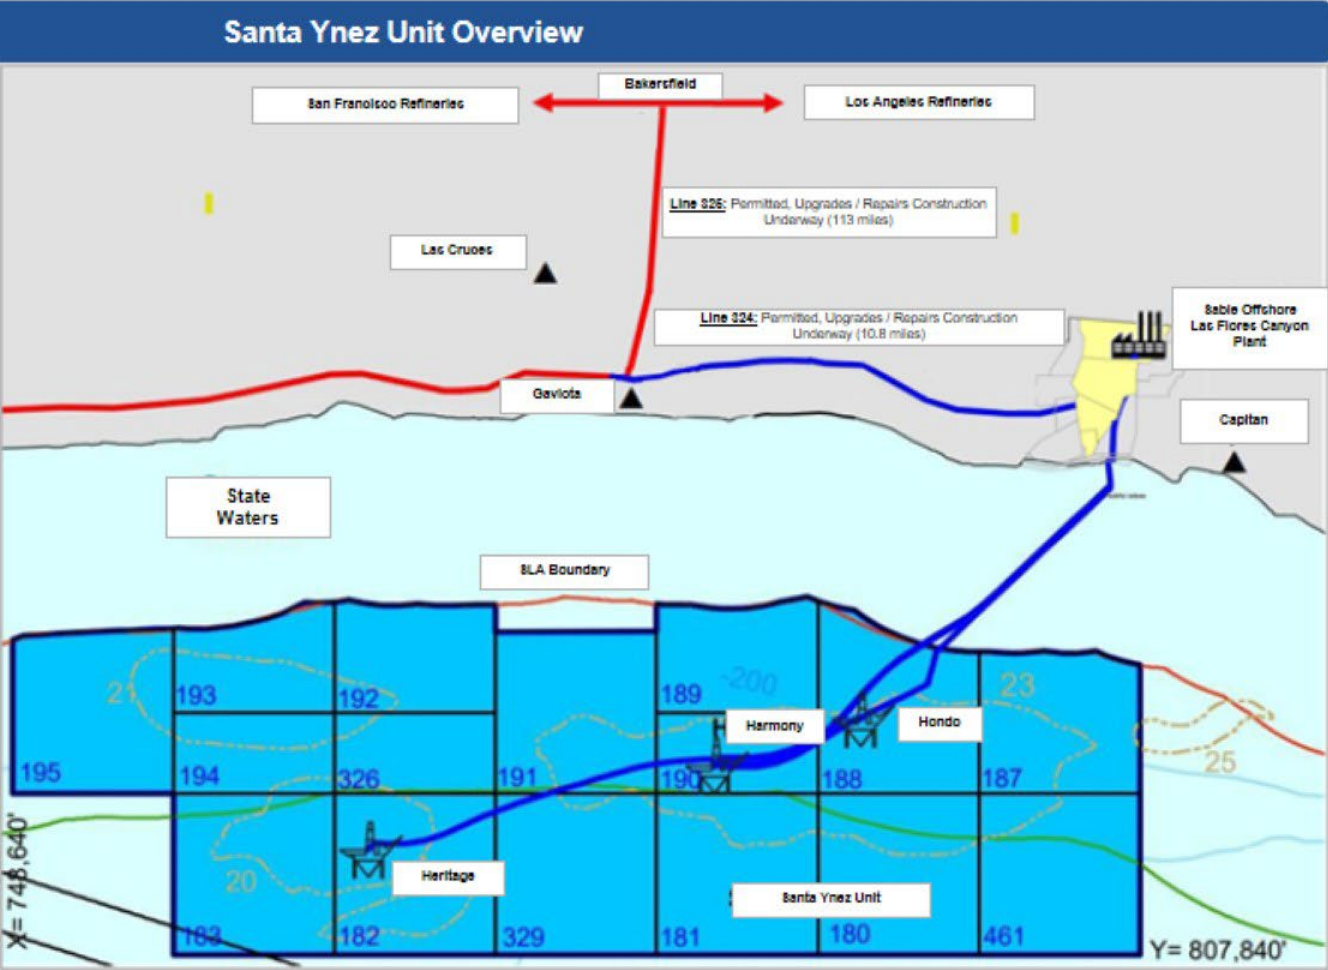 Santa Ynez Unit Overview
Bakersfield
San Francisco Refineries
Los Angeles Refineries
Line 325: Permitted, Upgrades / Repairs Construction
Underway (113 miles)
Las Cruces
Line 324: Permitted, Upgrades / Repairs Construction
Underway (10.8 miles)
Sable Offshore
Las Flores Canyon
Plant
Gaviota
Capitan
State
Waters
SLA Boundary
21
193
192
189
-200
23
Harmony
Hondo
195
194
326
191
190
188
187
25
X= 748,640'
20
Heritage
Santa Ynez Unit
183
182
329
181
180
461
Y= 807,840'